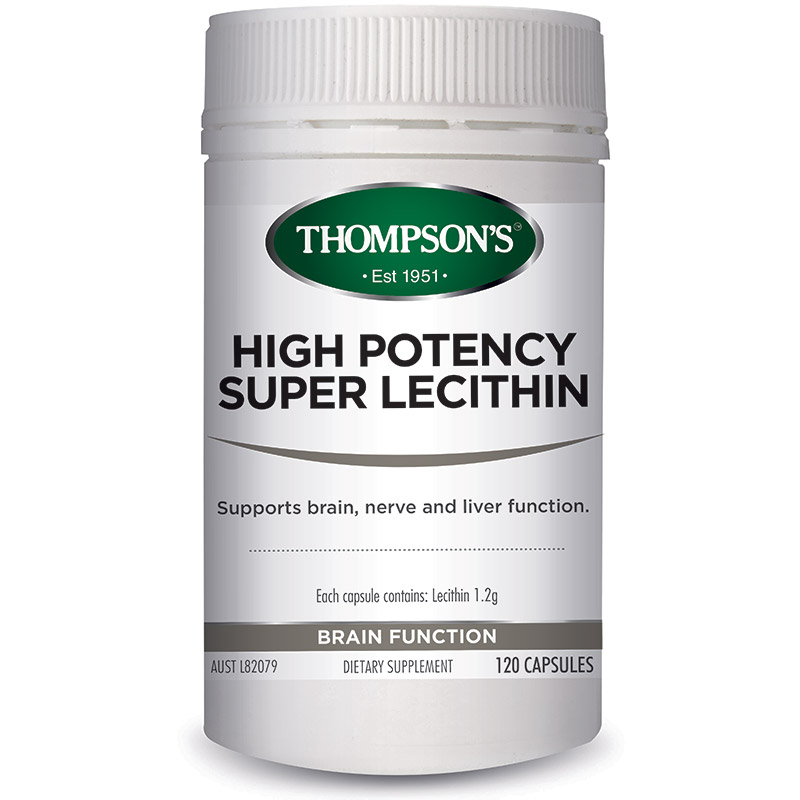 THOMPSON'S™
• Est 1951 •
HIGH POTENCY
SUPER LECITHIN
Supports brain, nerve and liver function.
Each capsule contains: Lecithin 1.2g
BRAIN FUNCTION
AUST L82079 DIETARY SUPPLEMENT 120 CAPSULES